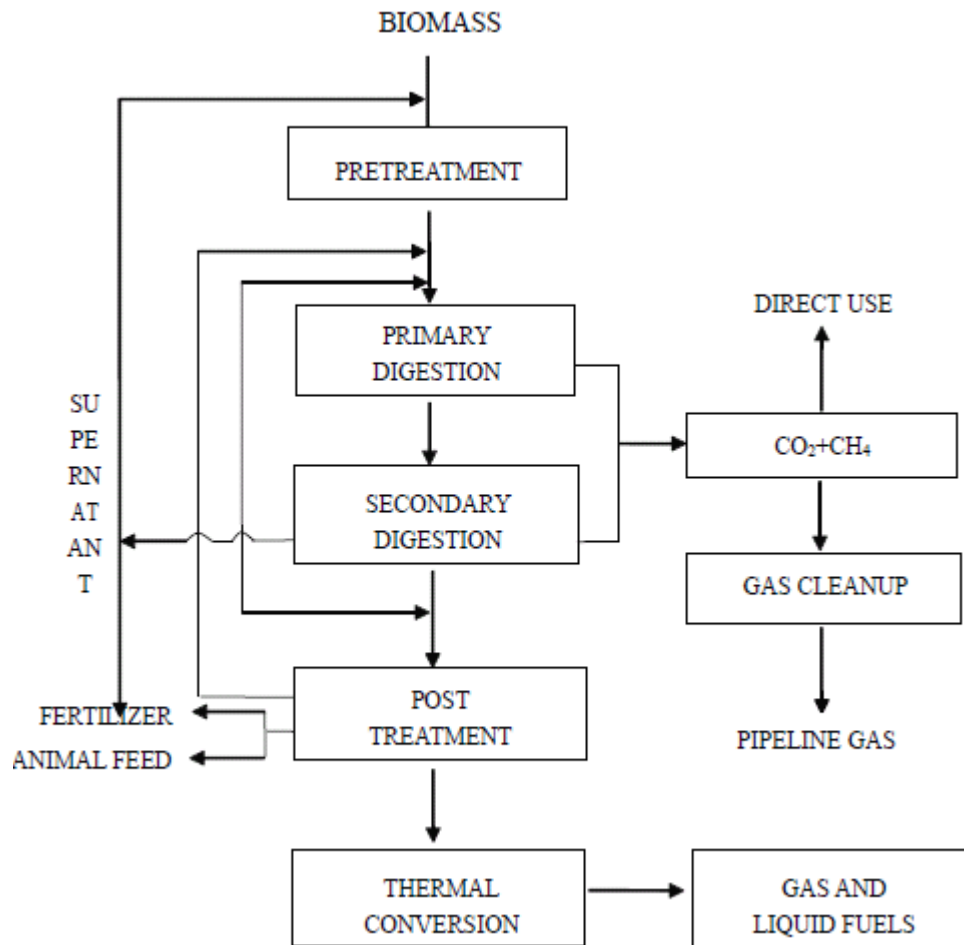 BIOMASS
PRETREATMENT
PRIMARY
DIGESTION
DIRECT USE
SU
PE
RN
AT
AN
T
CO₂+CH₄
SECONDARY
DIGESTION
GAS CLEANUP
POST
TREATMENT
FERTILIZER
ANIMAL FEED
PIPELINE GAS
THERMAL
CONVERSION
GAS AND
LIQUID FUELS